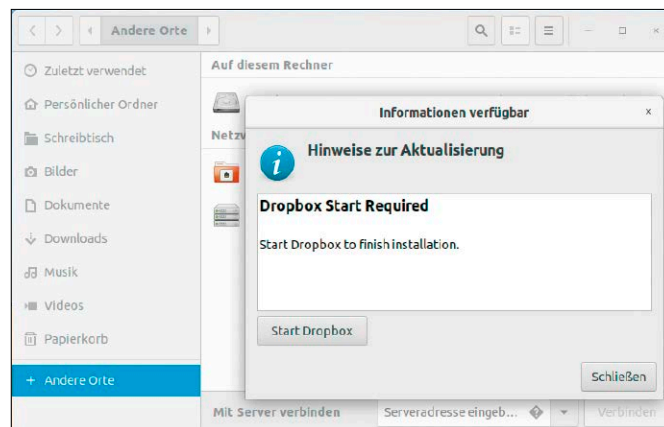 Andere Orte
Zuletzt verwendet
Persönlicher Ordner
Schreibtisch
Bilder
Dokumente
Downloads
Musik
Videos
Papierkorb
+ Andere Orte
Auf diesem Rechner
Netzw
Informationen verfügbar
Hinweise zur Aktualisierung
Dropbox Start Required
Start Dropbox to finish installation.
Start Dropbox
Schließen
Mit Server verbinden
Serveradresse eingeb...
Verbinden